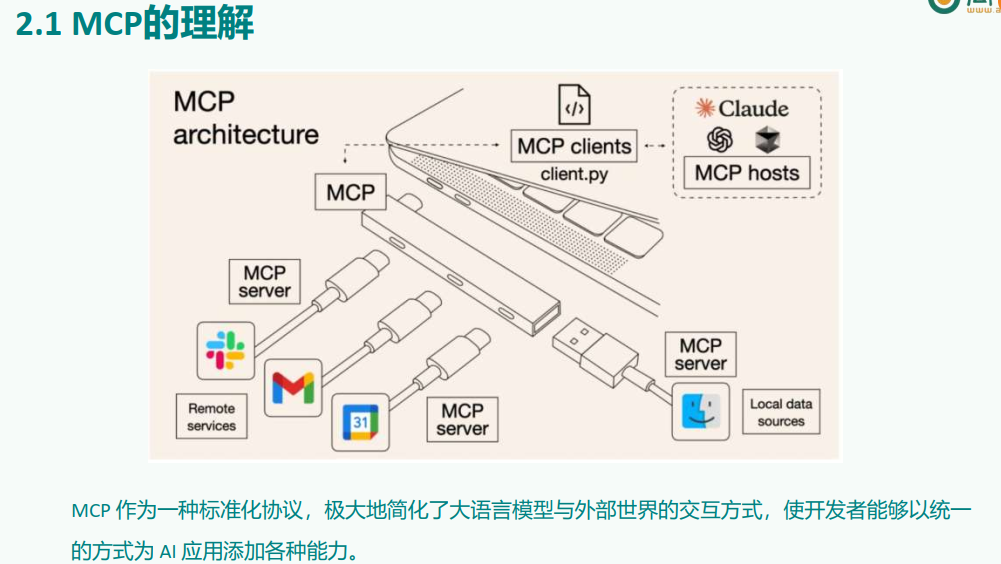 2.1 MCP的理解
MCP
architecture
</>
MCP clients
client.py
Claude
MCP hosts
MCP
MCP
server
Remote
services
31
MCP
server
MCP
server
Local data
sources
MCP 作为一种标准化协议，极大地简化了大语言模型与外部世界的交互方式，使开发者能够以统一
的方式为 AI 应用添加各种能力。